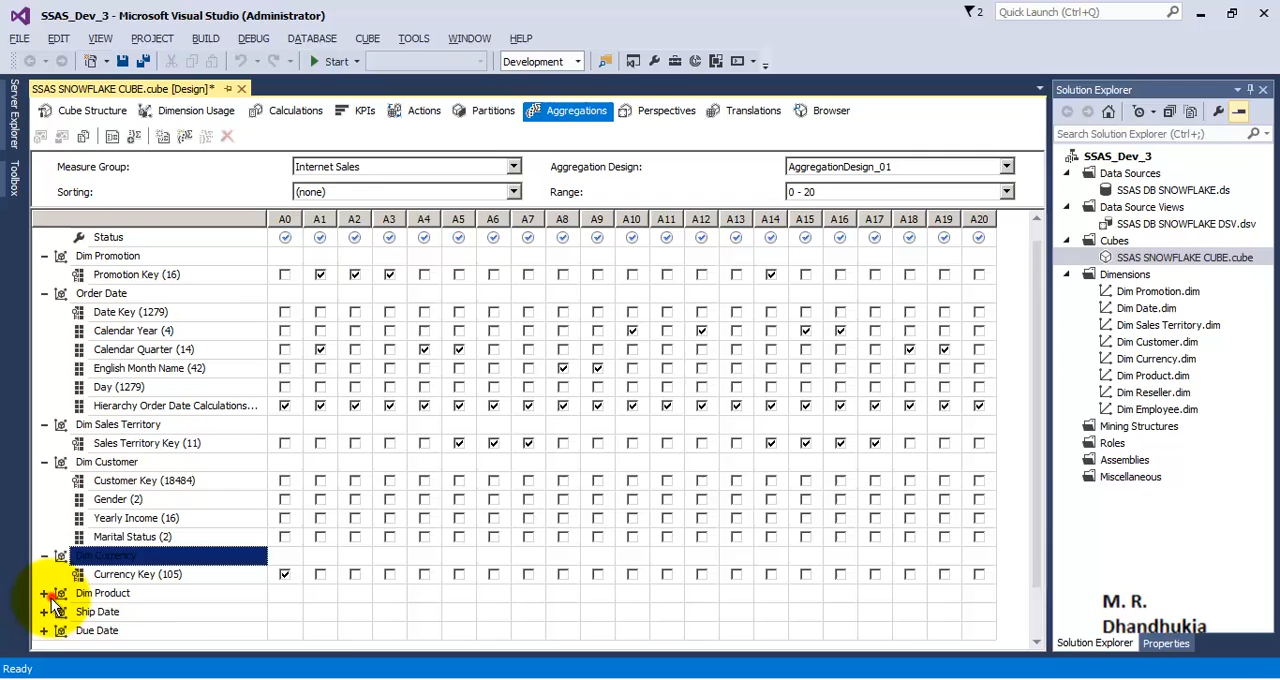 SSAS_Dev_3 - Microsoft Visual Studio (Administrator)
2
Quick Launch (Ctrl+Q)
FILE EDIT VIEW PROJECT BUILD DEBUG DATABASE CUBE TOOLS WINDOW HELP
Start
Development
Server Explorer
Toolbox
SSAS SNOWFLAKE CUBE.cube [Design]*
Cube Structure Dimension Usage Calculations Actions Partitions Aggregations Perspectives Translations Browser
Measure Group: Internet Sales Aggregation Design: AggregationDesign_01
Sorting: (none) Range: 0 - 20
A0 A1 A2 A3 A4 A5 A6 A7 A8 A9 A10 A11 A12 A13 A14 A15 A16 A17 A18 A19 A20
Status
Dim Promotion
Promotion Key (16)
Order Date
Date Key (1279)
Calendar Year (4)
Calendar Quarter (14)
English Month Name (42)
Day (1279)
Hierarchy Order Date Calculations...
Dim Sales Territory
Sales Territory Key (11)
Dim Customer
Customer Key (18484)
Gender (2)
Yearly Income (16)
Marital Status (2)
Dim Currency
Currency Key (105)
Dim Product
Ship Date
Due Date
Solution Explorer
Search Solution Explorer (Ctrl+;)
SSAS_Dev_3
Data Sources
SSAS DB SNOWFLAKE.ds
Data Source Views
SSAS DB SNOWFLAKE DSV.dsv
Cubes
SSAS SNOWFLAKE CUBE.cube
Dimensions
Dim Promotion.dim
Dim Date.dim
Dim Sales Territory.dim
Dim Customer.dim
Dim Currency.dim
Dim Product.dim
Dim Reseller.dim
Dim Employee.dim
Mining Structures
Roles
Assemblies
Miscellaneous
M. R.
Dhandhukia
Solution Explorer Properties
Ready